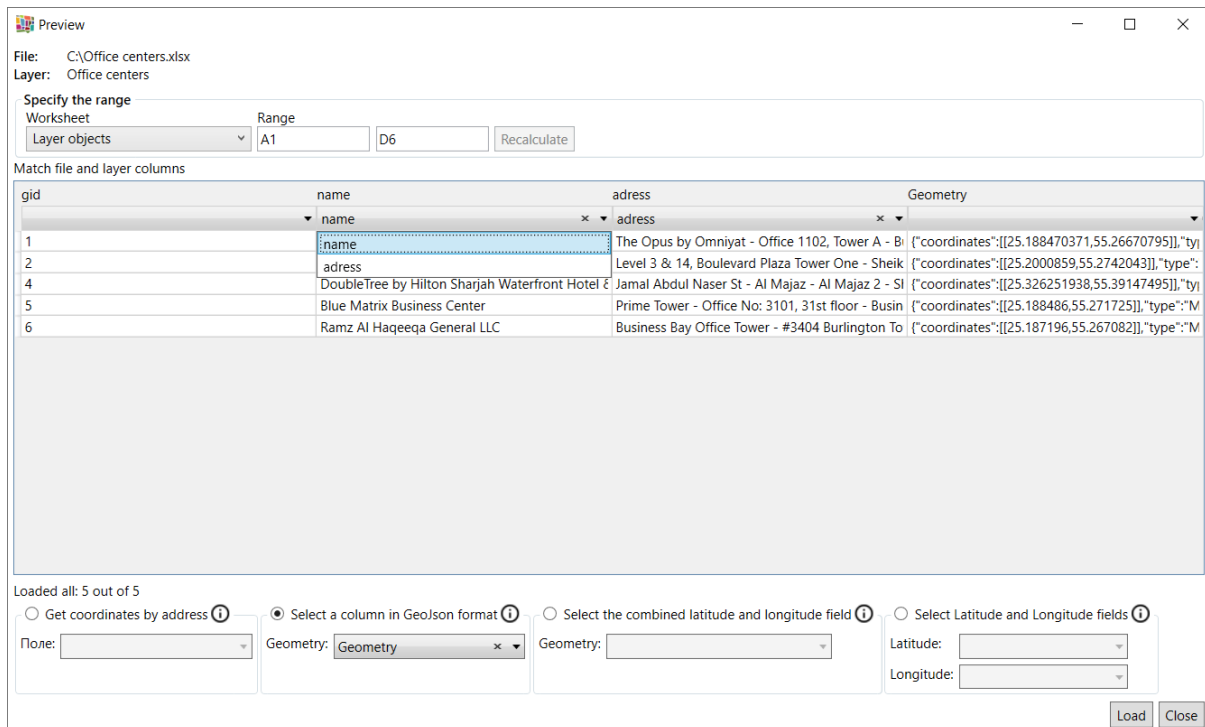 Preview
File: C:\Office centers.xlsx
Layer: Office centers
Specify the range
Worksheet Range
Layer objects A1 D6 Recalculate
Match file and layer columns
gid name adress Geometry
name adress
1 name The Opus by Omniyat - Office 1102, Tower A - {"coordinates":[[25.188470371,55.26670795]],"ty
2 adress Level 3 & 14, Boulevard Plaza Tower One - Sheik {"coordinates":[[25.2000859,55.2742043]],"type":
4 DoubleTree by Hilton Sharjah Waterfront Hotel & Jamal Abdul Naser St - Al Majaz - Al Majaz 2 - {"coordinates":[[25.326251938,55.39147495]],"ty
5 Blue Matrix Business Center Prime Tower - Office No: 3101, 31st floor - Busin {"coordinates":[[25.188486,55.271725]],"type":"M
6 Ramz Al Haqeeqa General LLC Business Bay Office Tower - #3404 Burlington To {"coordinates":[[25.187196,55.267082]],"type":"M
Loaded all: 5 out of 5
Get coordinates by address Select a column in GeoJson format Select the combined latitude and longitude field Select Latitude and Longitude fields
Поле: Geometry: Geometry Geometry: Latitude:
Longitude:
Load Close